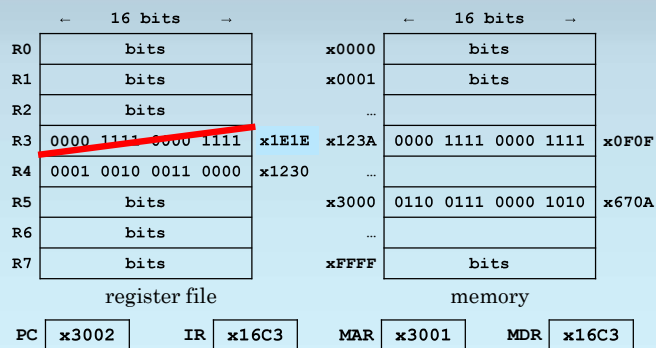 ← 16 bits → ← 16 bits →
R0 bits x0000 bits
R1 bits x0001 bits
R2 bits …
R3 0000 1111 0000 1111 x1E1E x123A 0000 1111 0000 1111 x0F0F
R4 0001 0010 0011 0000 x1230 …
R5 bits x3000 0110 0111 0000 1010 x670A
R6 bits …
R7 bits xFFFF bits
register file memory
PC x3002 IR x16C3 MAR x3001 MDR x16C3